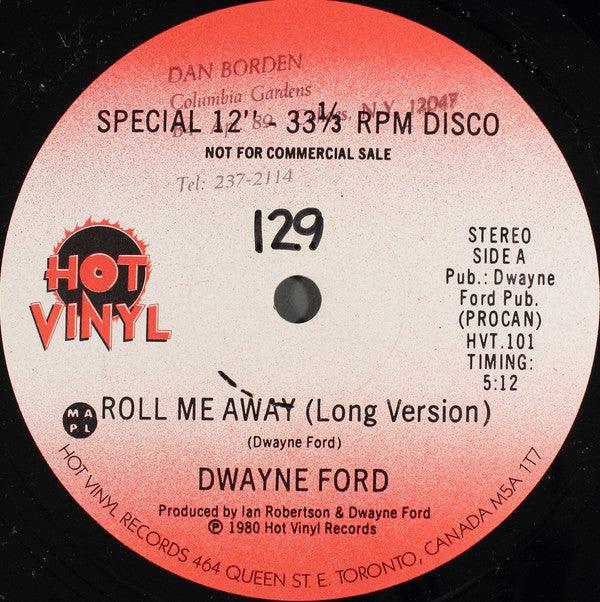 DAN BORDEN
Columbia Gardens
SPECIAL 12" - 33⅓ RPM DISCO
N.Y. 12047
NOT FOR COMMERCIAL SALE
Tel: 237-2114
129
HOT
VINYL
STEREO
SIDE A
Pub.: Dwayne
Ford Pub.
(PROCAN)
HVT.101
TIMING:
5:12
MAPL
ROLL ME AWAY (Long Version)
(Dwayne Ford)
DWAYNE FORD
Produced by Ian Robertson & Dwayne Ford
℗ 1980 Hot Vinyl Records
HOT VINYL RECORDS 464 QUEEN ST. E. TORONTO, CANADA M5A 1T7